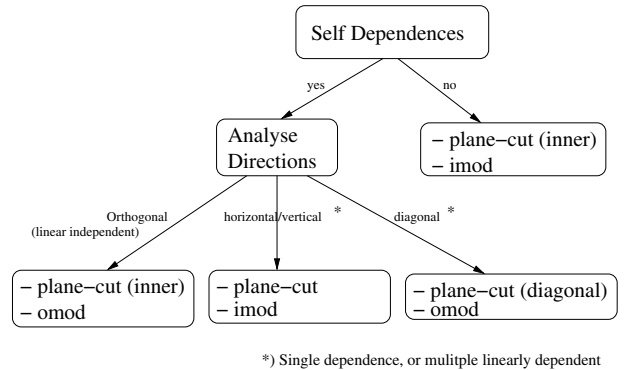 Self Dependences
yes
no
Analyse
Directions
– plane–cut (inner)
– imod
Orthogonal
(linear independent)
horizontal/vertical *
diagonal *
– plane–cut (inner)
– omod
– plane–cut
– imod
– plane–cut (diagonal)
– omod
*) Single dependence, or mulitple linearly dependent